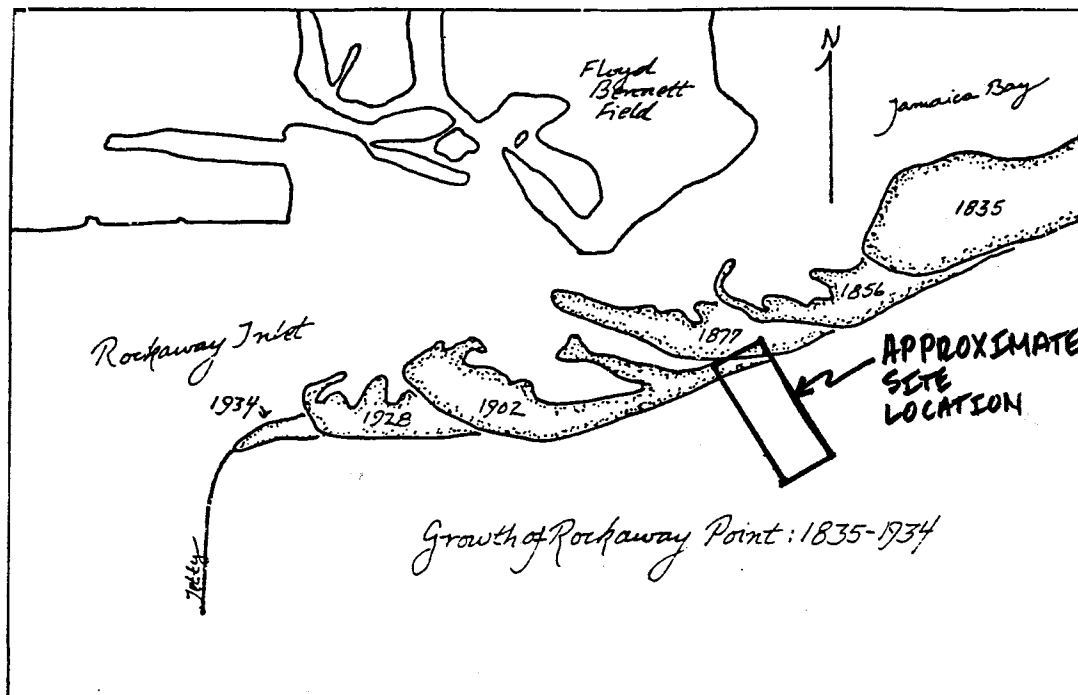 N
Floyd
Bennett
Field
Jamaica Bay
1835
1856
Rockaway Inlet
1877
APPROXIMATE
SITE
LOCATION
1934
1928
1902
Growth of Rockaway Point: 1835-1934
Jetty